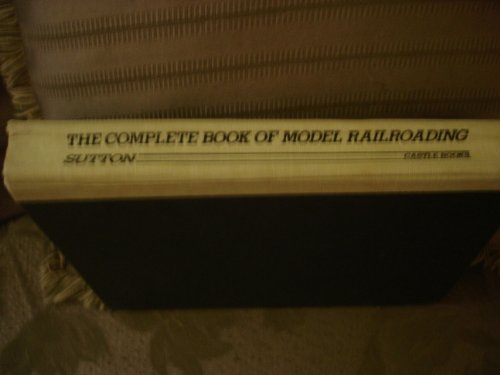 THE COMPLETE BOOK OF MODEL RAILROADING
SUTTON CASTLE BOOKS